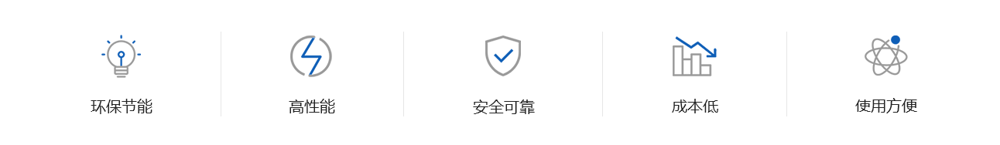 环保节能
高性能
安全可靠
成本低
使用方便